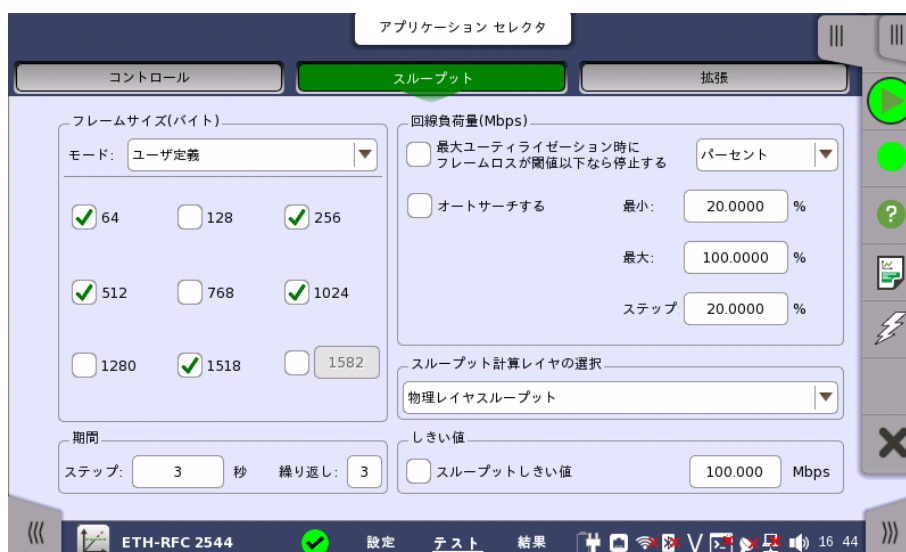 アプリケーション セレクタ
コントロール
スループット
拡張
フレームサイズ(バイト)
モード: ユーザ定義
64 128 256
512 768 1024
1280 1518 1582
回線負荷量(Mbps)
最大ユーティライゼーション時に
フレームロスが閾値以下なら停止する
パーセント
オートサーチする
最小: 20.0000 %
最大: 100.0000 %
ステップ 20.0000 %
スループット計算レイヤの選択
物理レイヤスループット
期間
ステップ: 3 秒 繰り返し: 3
しきい値
スループットしきい値 100.000 Mbps
ETH-RFC 2544 設定 テスト 結果 16 44